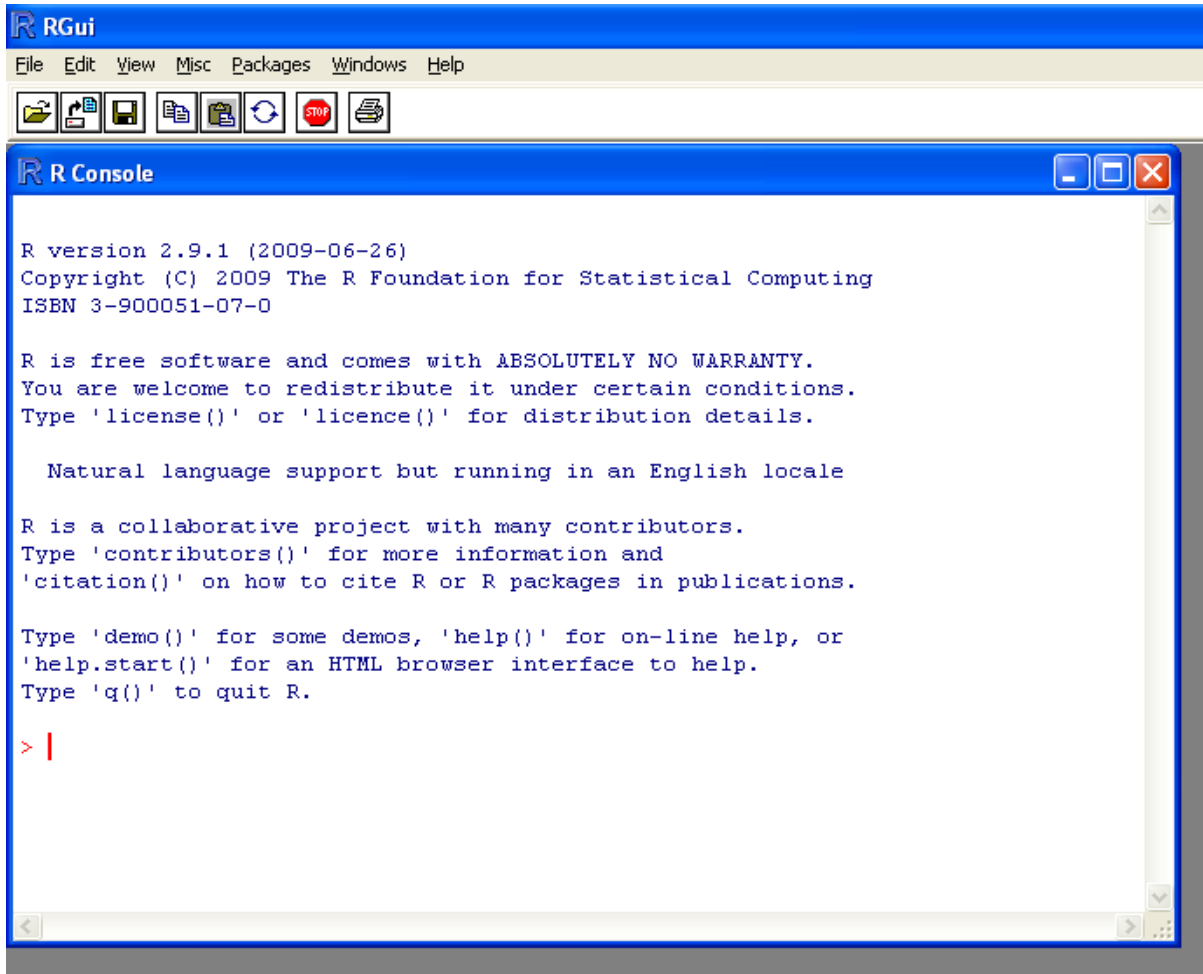 RGui
File Edit View Misc Packages Windows Help
STOP
R Console
R version 2.9.1 (2009-06-26)
Copyright (C) 2009 The R Foundation for Statistical Computing
ISBN 3-900051-07-0
R is free software and comes with ABSOLUTELY NO WARRANTY.
You are welcome to redistribute it under certain conditions.
Type 'license()' or 'licence()' for distribution details.
Natural language support but running in an English locale
R is a collaborative project with many contributors.
Type 'contributors()' for more information and
'citation()' on how to cite R or R packages in publications.
Type 'demo()' for some demos, 'help()' for on-line help, or
'help.start()' for an HTML browser interface to help.
Type 'q()' to quit R.
>